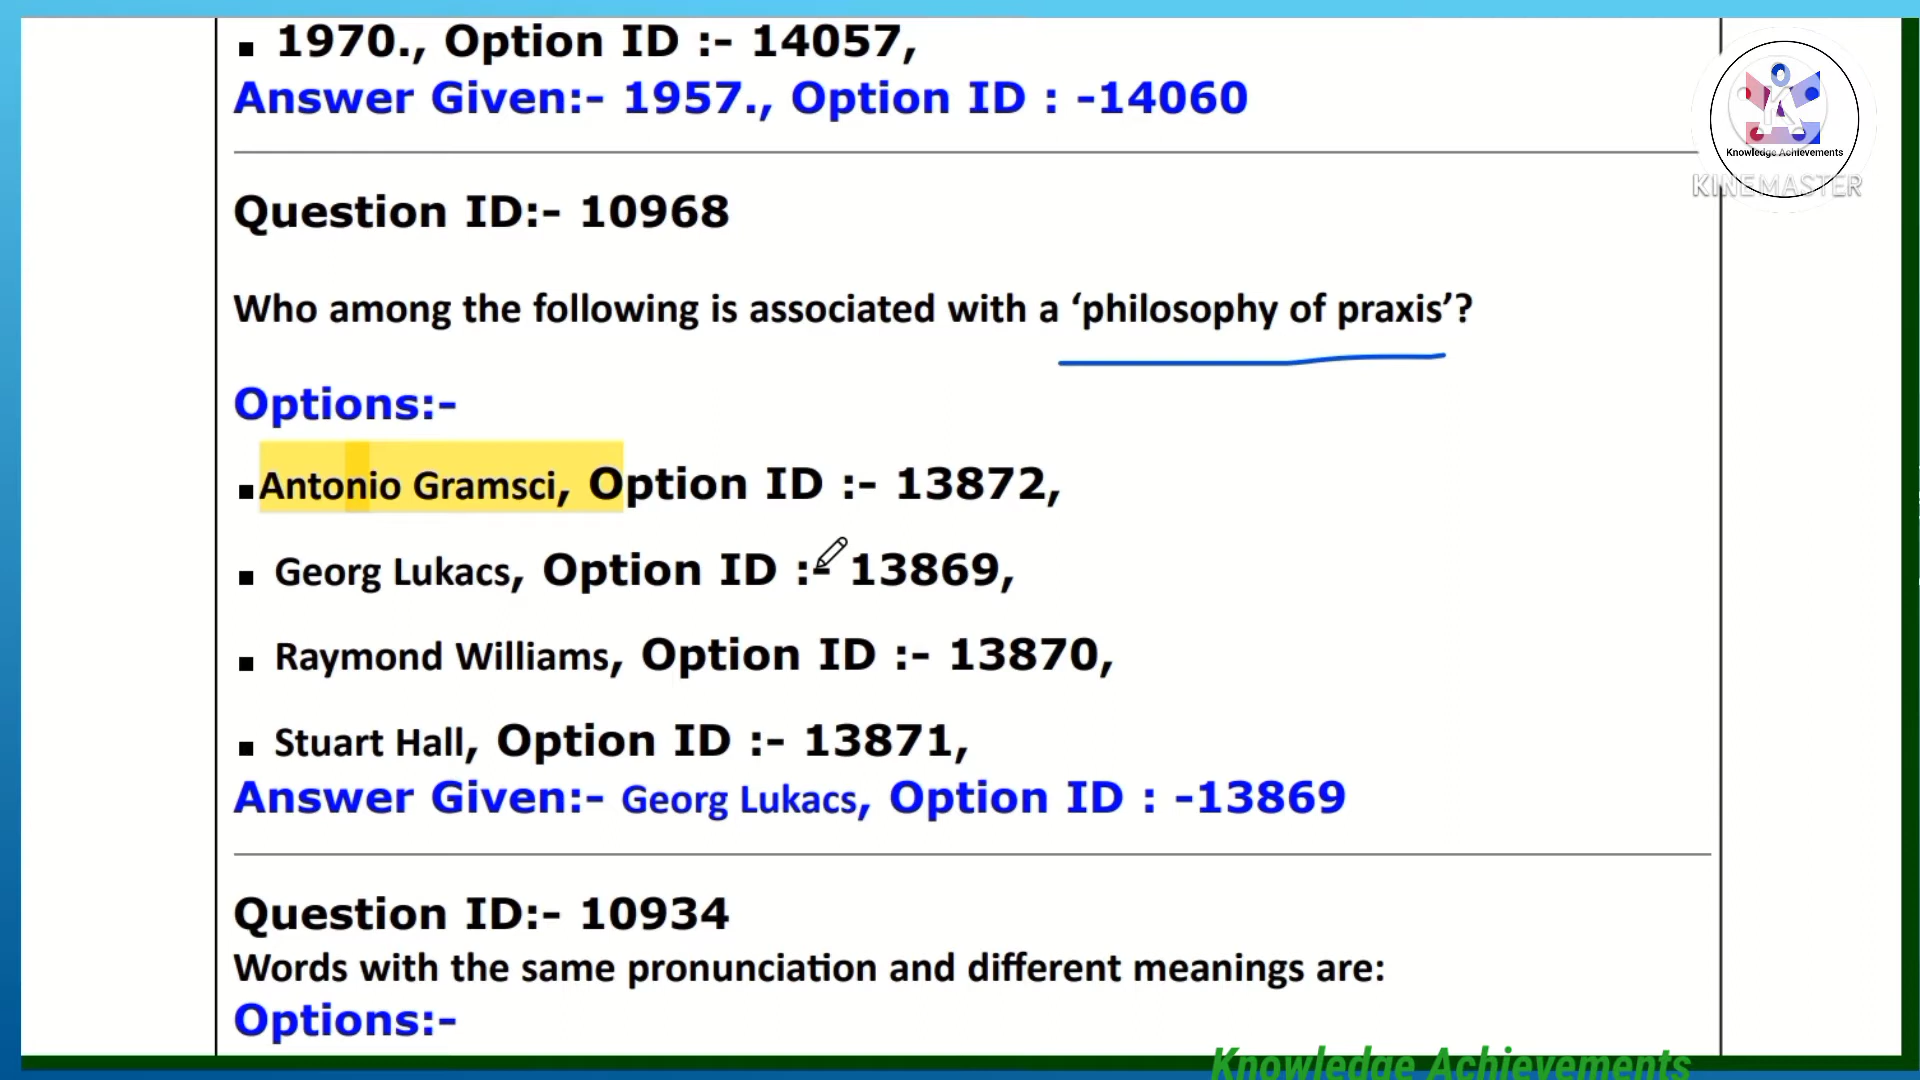 ▪ 1970., Option ID :- 14057,
Answer Given:- 1957., Option ID : -14060
Knowledge Achievements
KINEMASTER
Question ID:- 10968
Who among the following is associated with a ‘philosophy of praxis’?
Options:-
▪ Antonio Gramsci, Option ID :- 13872,
▪ Georg Lukacs, Option ID :- 13869,
▪ Raymond Williams, Option ID :- 13870,
▪ Stuart Hall, Option ID :- 13871,
Answer Given:- Georg Lukacs, Option ID : -13869
Question ID:- 10934
Words with the same pronunciation and different meanings are:
Options:-
Knowledge Achievements